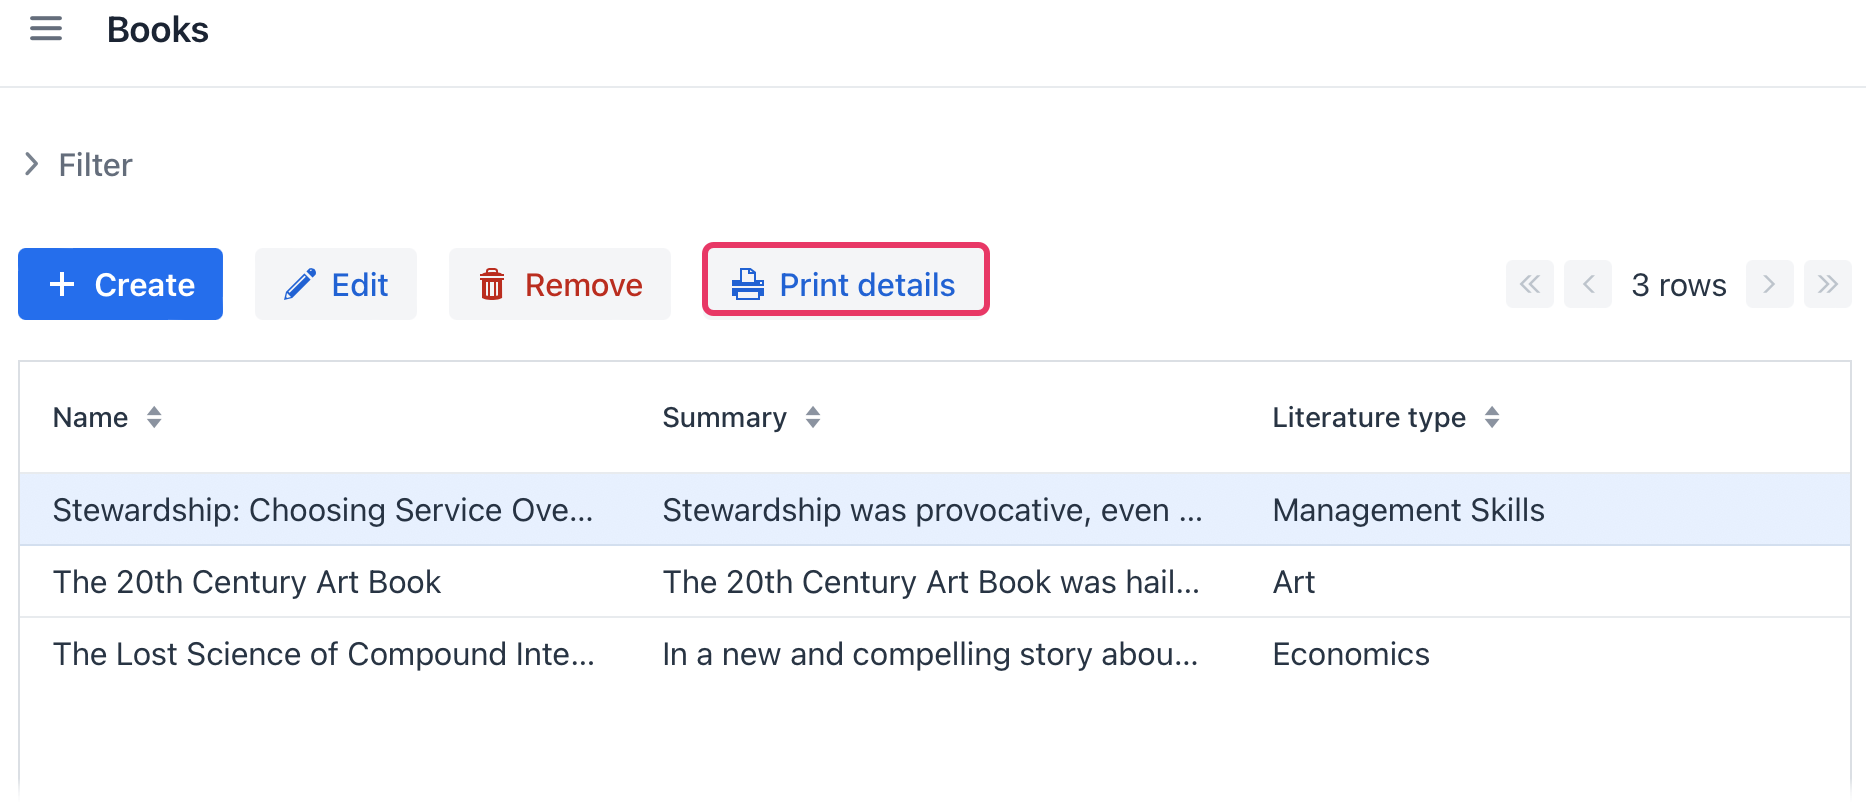 Books
Filter
Create Edit Remove Print details 3 rows
Name Summary Literature type
Stewardship: Choosing Service Ove... Stewardship was provocative, even ... Management Skills
The 20th Century Art Book The 20th Century Art Book was hail... Art
The Lost Science of Compound Inte... In a new and compelling story abou... Economics